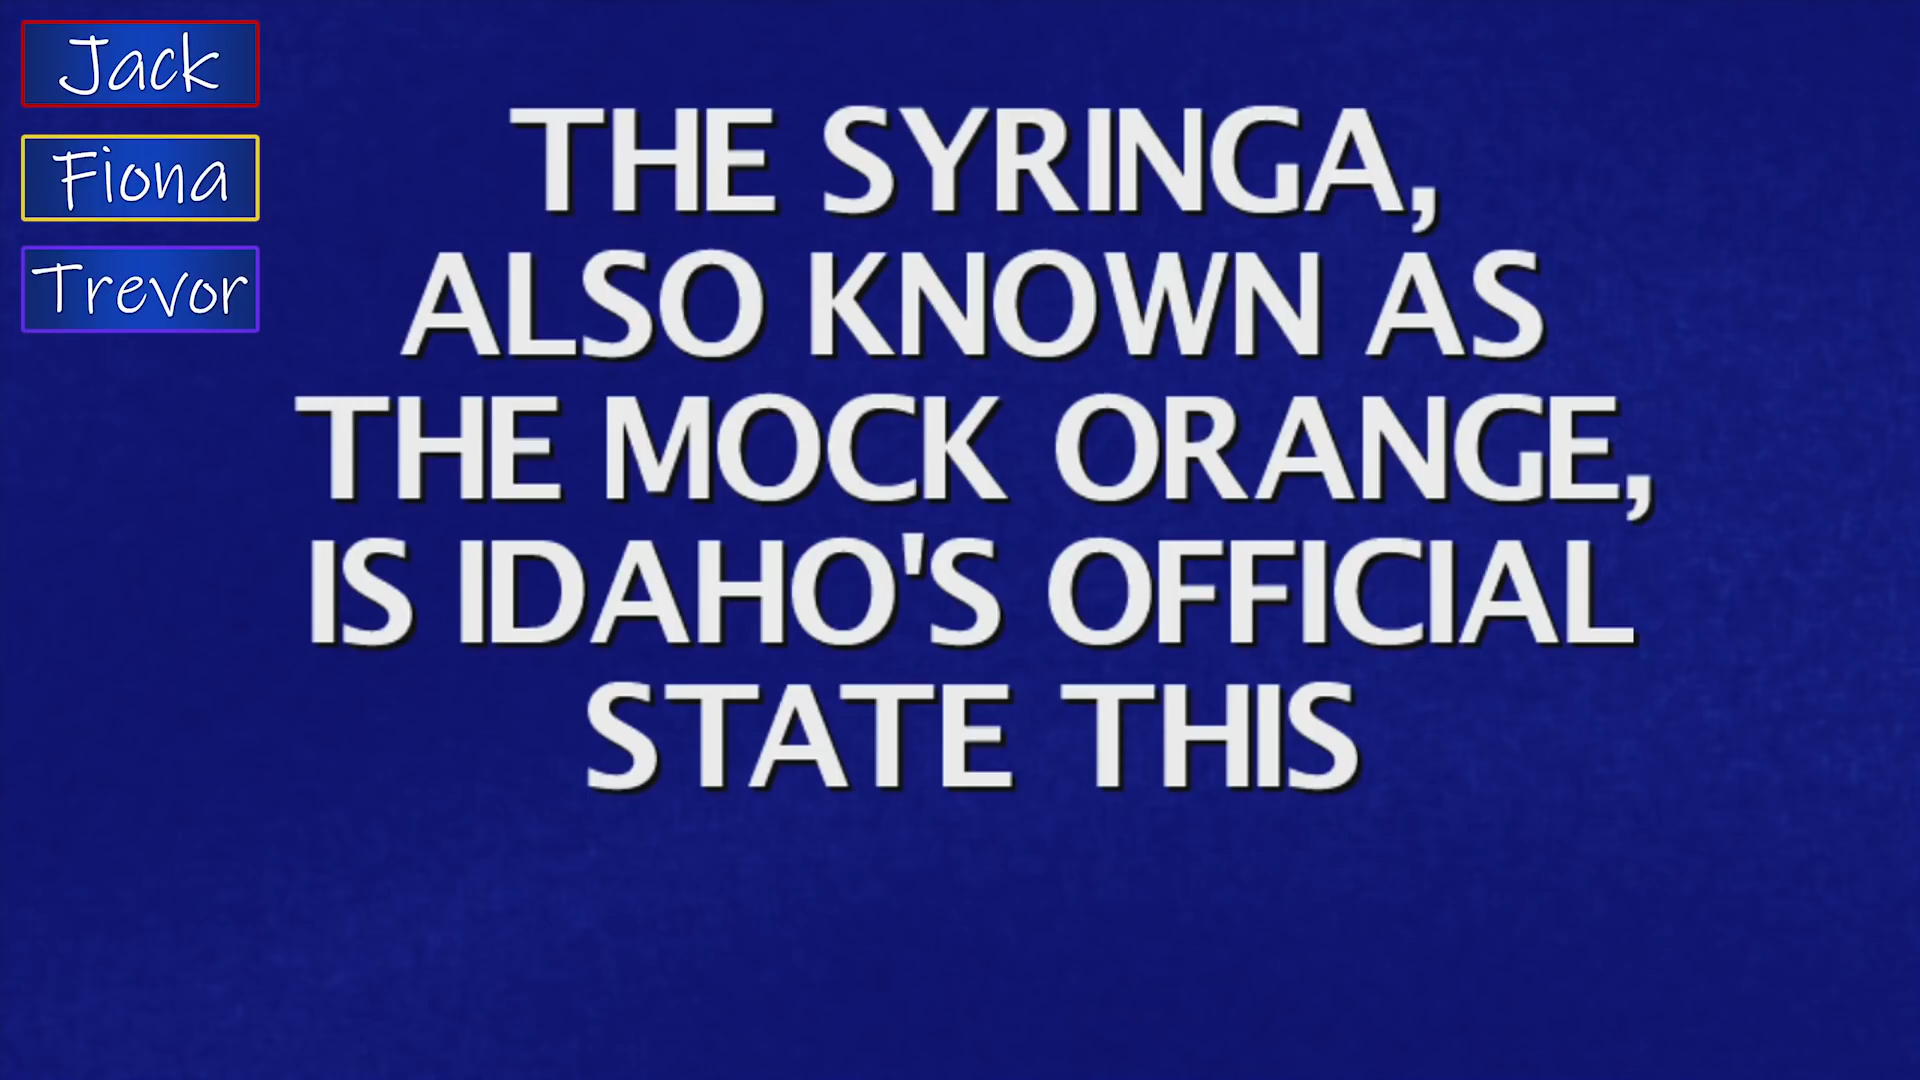 Jack
Fiona
Trevor
THE SYRINGA,
ALSO KNOWN AS
THE MOCK ORANGE,
IS IDAHO'S OFFICIAL
STATE THIS